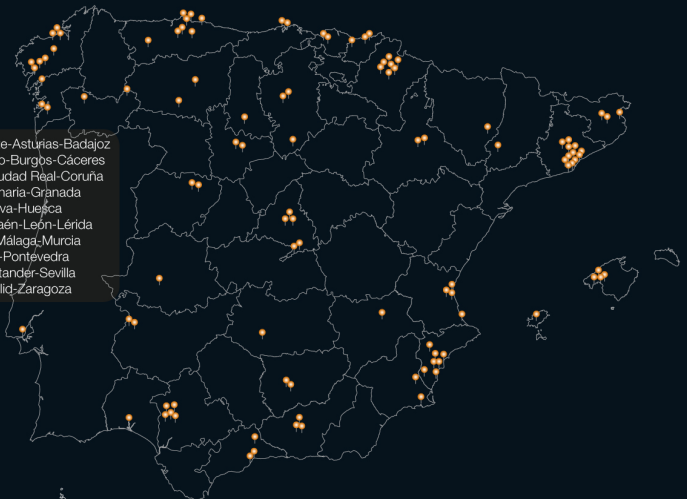 e-Asturias-Badajoz
o-Burgos-Cáceres
udad Real-Coruña
naria-Granada
va-Huesca
aén-León-Lérida
Málaga-Murcia
-Pontevedra
tander-Sevilla
lid-Zaragoza